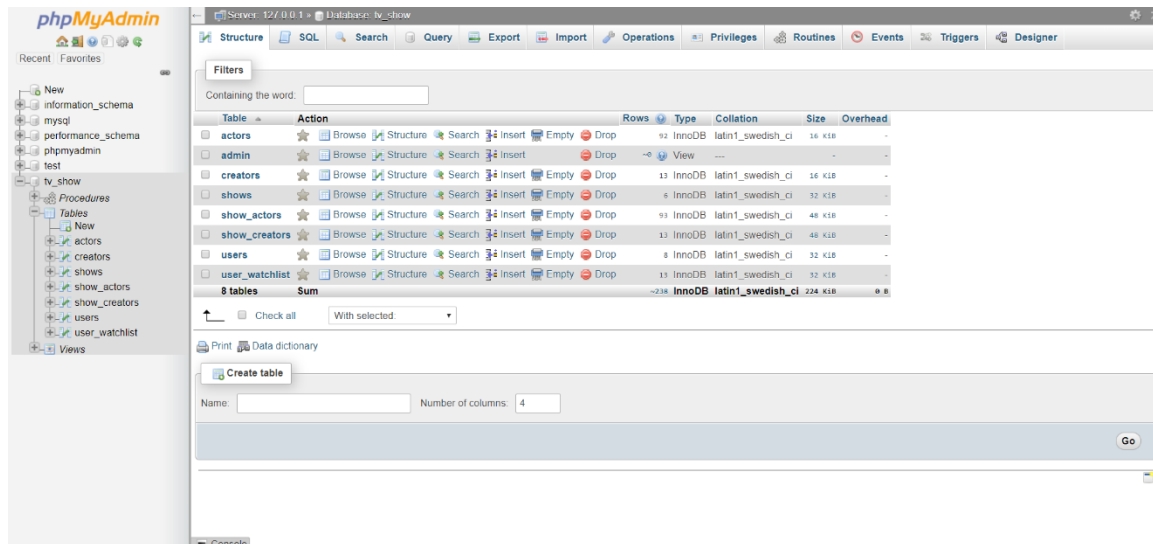 phpMyAdmin
Recent Favorites
New
information_schema
mysql
performance_schema
phpmyadmin
test
tv_show
Procedures
Tables
New
actors
creators
shows
show_actors
show_creators
users
user_watchlist
Views
Server: 127.0.0.1 » Database: tv_show
Structure SQL Search Query Export Import Operations Privileges Routines Events Triggers Designer
Filters
Containing the word:
Table Action Rows Type Collation Size Overhead
actors Browse Structure Search Insert Empty Drop 92 InnoDB latin1_swedish_ci 16 KiB -
admin Browse Structure Search Insert Drop ~0 View --- - -
creators Browse Structure Search Insert Empty Drop 13 InnoDB latin1_swedish_ci 16 KiB -
shows Browse Structure Search Insert Empty Drop 6 InnoDB latin1_swedish_ci 32 KiB -
show_actors Browse Structure Search Insert Empty Drop 93 InnoDB latin1_swedish_ci 48 KiB -
show_creators Browse Structure Search Insert Empty Drop 13 InnoDB latin1_swedish_ci 48 KiB -
users Browse Structure Search Insert Empty Drop 8 InnoDB latin1_swedish_ci 32 KiB -
user_watchlist Browse Structure Search Insert Empty Drop 13 InnoDB latin1_swedish_ci 32 KiB -
8 tables Sum ~238 InnoDB latin1_swedish_ci 224 KiB 0 B
Check all With selected:
Print Data dictionary
Create table
Name: Number of columns: 4
Go
Console